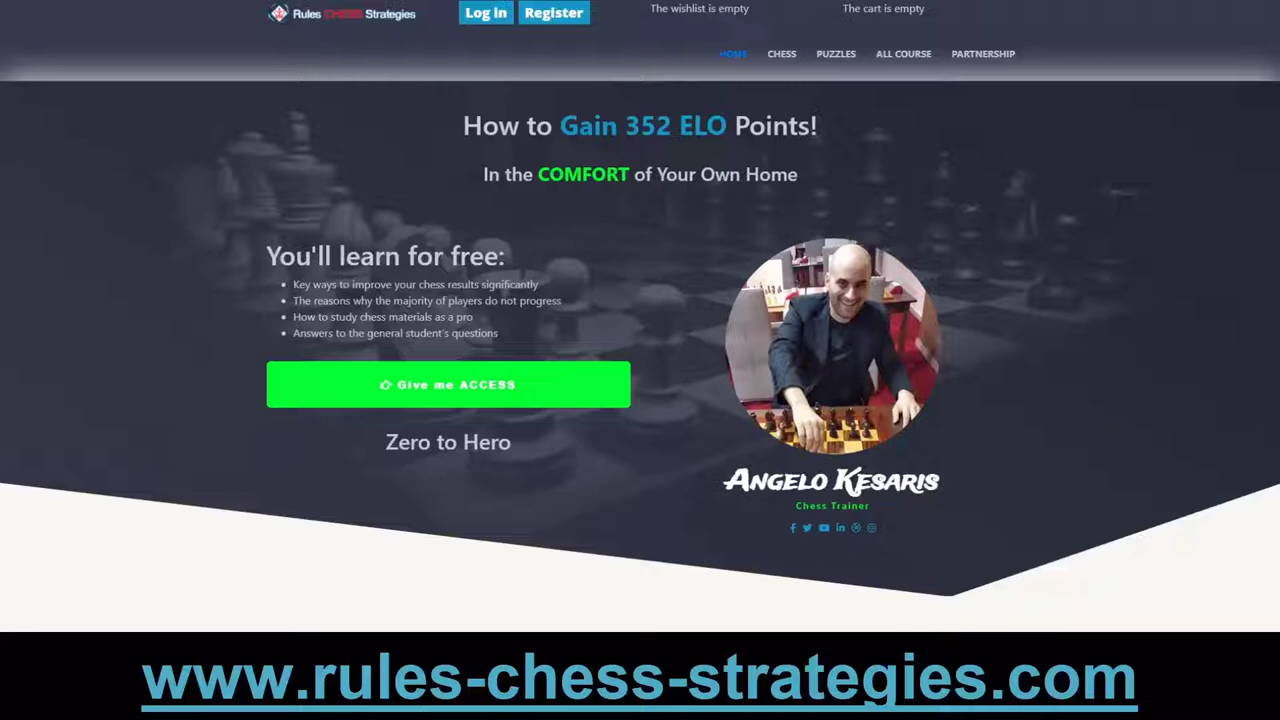 Rules CHESS Strategies
Log in Register
The wishlist is empty
The cart is empty
HOME CHESS PUZZLES ALL COURSE PARTNERSHIP
How to Gain 352 ELO Points!
In the COMFORT of Your Own Home
You'll learn for free:
Key ways to improve your chess results significantly
The reasons why the majority of players do not progress
How to study chess materials as a pro
Answers to the general student's questions
Give me ACCESS
Zero to Hero
Angelo Kesaris
Chess Trainer
www.rules-chess-strategies.com